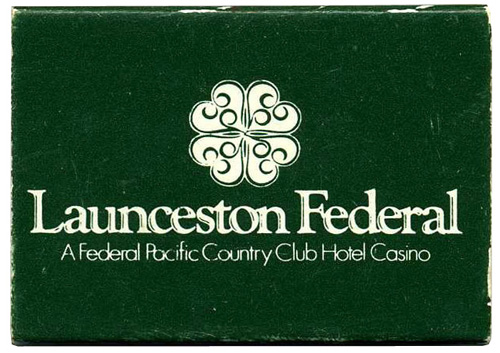 Launceston Federal
A Federal Pacific Country Club Hotel Casino